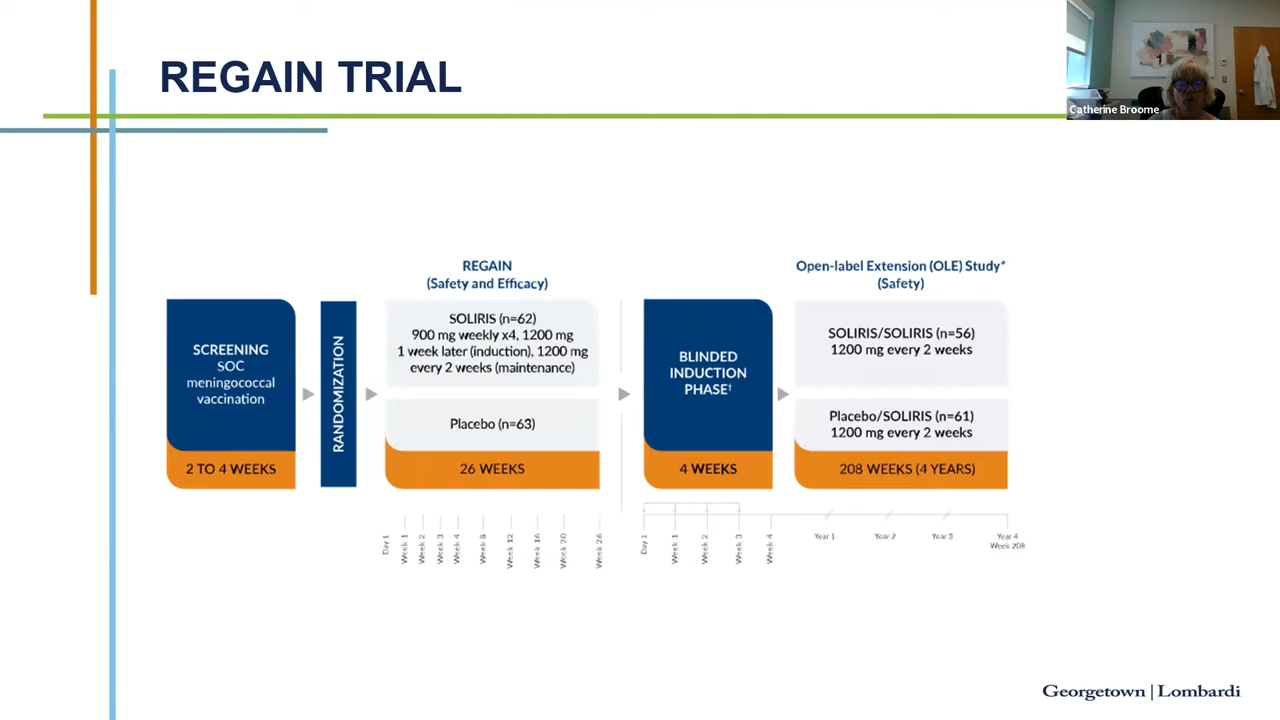 REGAIN TRIAL
Catherine Broome
SCREENING
SOC
meningococcal
vaccination
2 TO 4 WEEKS
RANDOMIZATION
REGAIN
(Safety and Efficacy)
SOLIRIS (n=62)
900 mg weekly x4, 1200 mg
1 week later (induction), 1200 mg
every 2 weeks (maintenance)
Placebo (n=63)
26 WEEKS
BLINDED
INDUCTION
PHASE†
4 WEEKS
Open-label Extension (OLE) Study*
(Safety)
SOLIRIS/SOLIRIS (n=56)
1200 mg every 2 weeks
Placebo/SOLIRIS (n=61)
1200 mg every 2 weeks
208 WEEKS (4 YEARS)
Day 1
Week 1
Week 2
Week 3
Week 4
Week 8
Week 12
Week 16
Week 20
Week 26
Day 1
Week 1
Week 2
Week 3
Week 4
Year 1
Year 2
Year 3
Year 4
Week 208
Georgetown | Lombardi